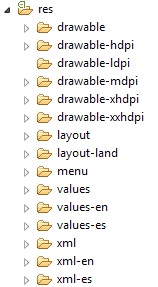 res
drawable
drawable-hdpi
drawable-ldpi
drawable-mdpi
drawable-xhdpi
drawable-xxhdpi
layout
layout-land
menu
values
values-en
values-es
xml
xml-en
xml-es